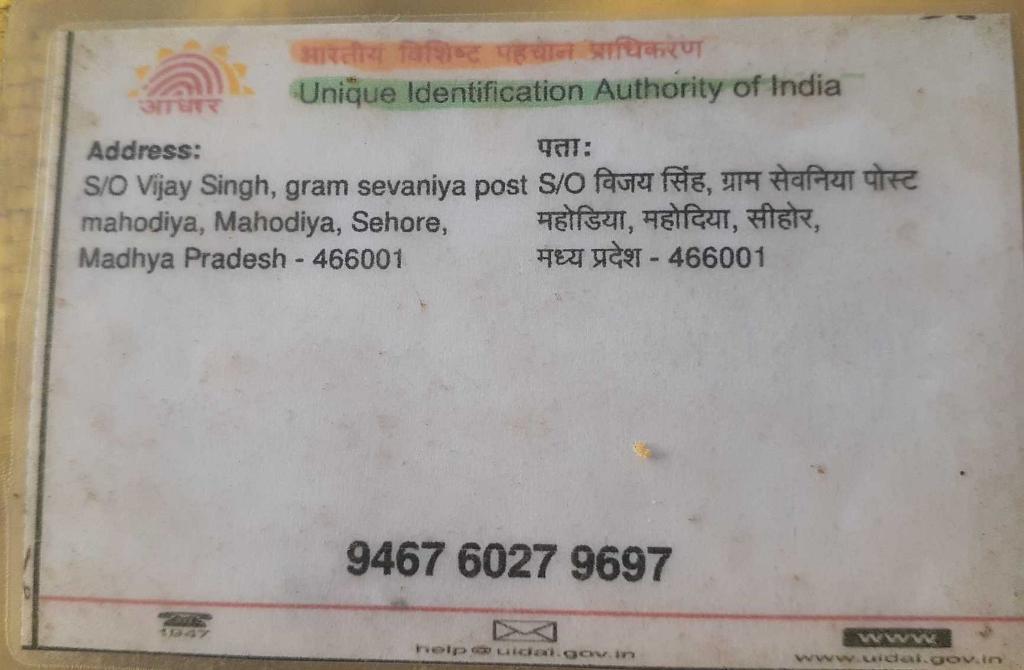 आधार
भारतीय विशिष्ट पहचान प्राधिकरण
Unique Identification Authority of India
Address:
S/O Vijay Singh, gram sevaniya post
mahodiya, Mahodiya, Sehore,
Madhya Pradesh - 466001
पता:
S/O विजय सिंह, ग्राम सेवनिया पोस्ट
महोडिया, महोदिया, सीहोर,
मध्य प्रदेश - 466001
9467 6027 9697
1947
help@uidai.gov.in
www
www.uidai.gov.in